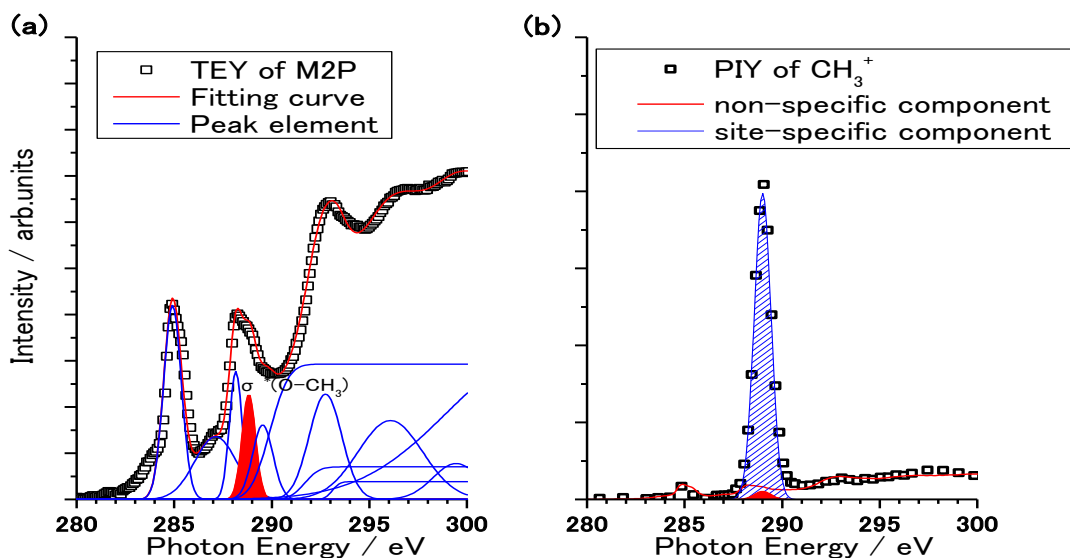 (a)
TEY of M2P
Fitting curve
Peak element
Intensity / arb.units
σ*(O−CH3)
280 285 290 295 300
Photon Energy / eV
(b)
PIY of CH3+
non−specific component
site−specific component
280 285 290 295 300
Photon Energy / eV